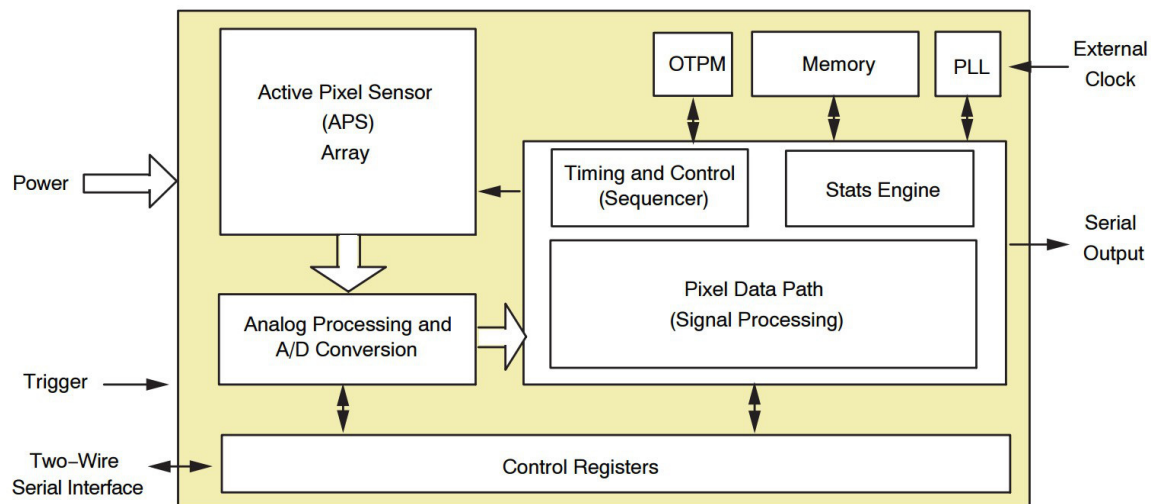 Active Pixel Sensor
(APS)
Array
OTPM
Memory
PLL
External
Clock
Power
Timing and Control
(Sequencer)
Stats Engine
Serial
Output
Pixel Data Path
(Signal Processing)
Analog Processing and
A/D Conversion
Trigger
Two–Wire
Serial Interface
Control Registers